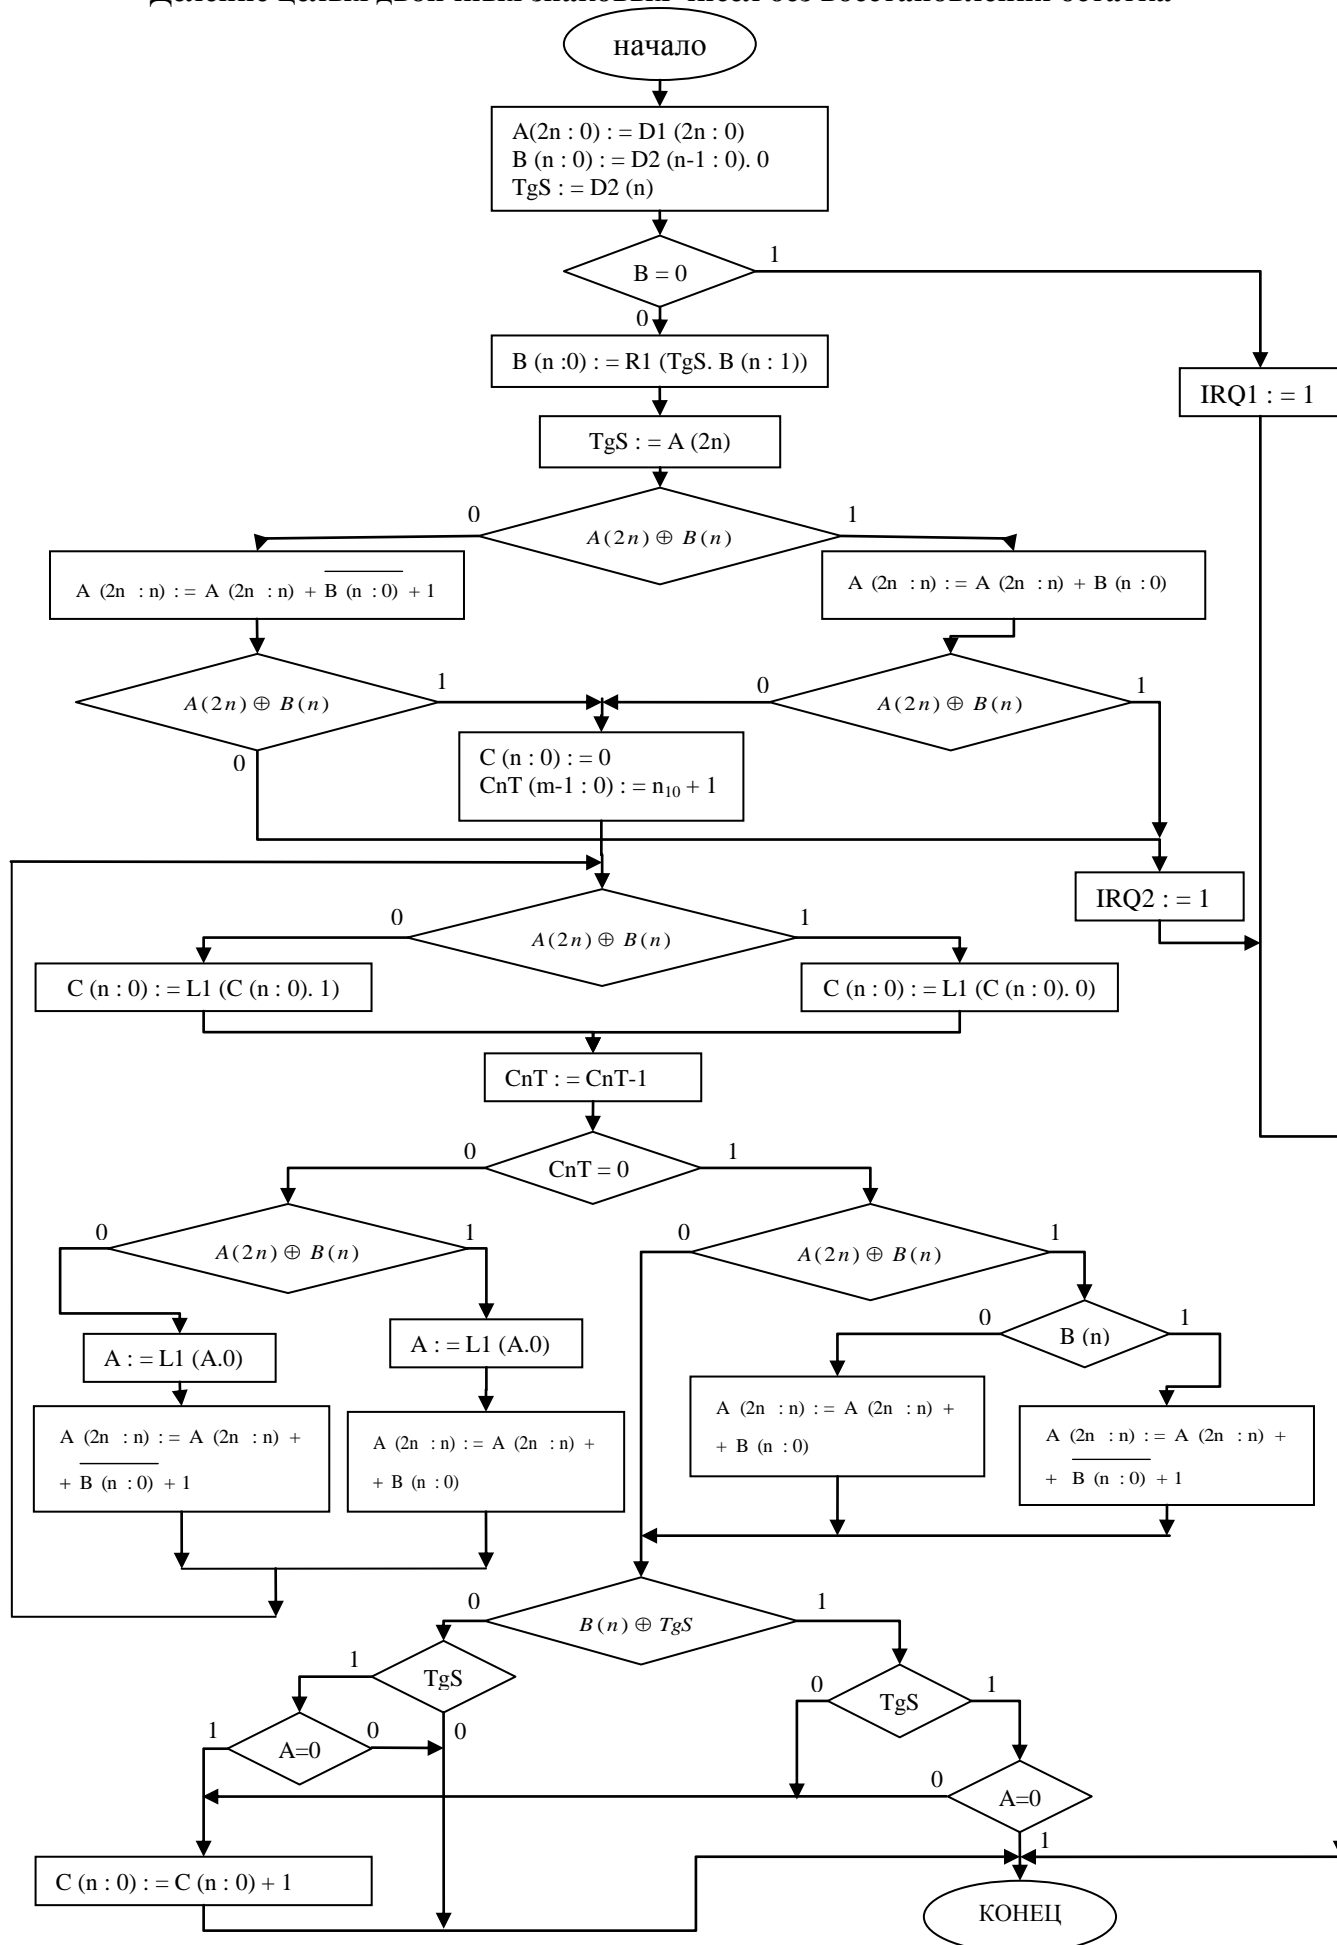 Деление целых двоичных знаковых чисел без восстановления остатка
начало
A(2n : 0) : = D1 (2n : 0)
B (n : 0) : = D2 (n-1 : 0). 0
TgS : = D2 (n)
B = 0
1
0
B (n :0) : = R1 (TgS. B (n : 1))
IRQ1 : = 1
TgS : = A (2n)
A(2n) ⊕ B(n)
0
1
A (2n : n) : = A (2n : n) + B̅ ̅(̅n̅ ̅:̅ ̅0̅)̅ + 1
A (2n : n) : = A (2n : n) + B (n : 0)
A(2n) ⊕ B(n)
1
0
A(2n) ⊕ B(n)
0
1
C (n : 0) : = 0
CnT (m-1 : 0) : = n₁₀ + 1
IRQ2 : = 1
A(2n) ⊕ B(n)
0
1
C (n : 0) : = L1 (C (n : 0). 1)
C (n : 0) : = L1 (C (n : 0). 0)
CnT : = CnT-1
CnT = 0
0
1
A(2n) ⊕ B(n)
0
1
A(2n) ⊕ B(n)
0
1
B (n)
0
1
A : = L1 (A.0)
A : = L1 (A.0)
A (2n : n) : = A (2n : n) +
+ B̅ ̅(̅n̅ ̅:̅ ̅0̅)̅ + 1
A (2n : n) : = A (2n : n) +
+ B (n : 0)
A (2n : n) : = A (2n : n) +
+ B (n : 0)
A (2n : n) : = A (2n : n) +
+ B̅ ̅(̅n̅ ̅:̅ ̅0̅)̅ + 1
B(n) ⊕ TgS
0
1
TgS
1
0
TgS
0
1
A=0
1
0
A=0
0
1
C (n : 0) : = C (n : 0) + 1
КОНЕЦ